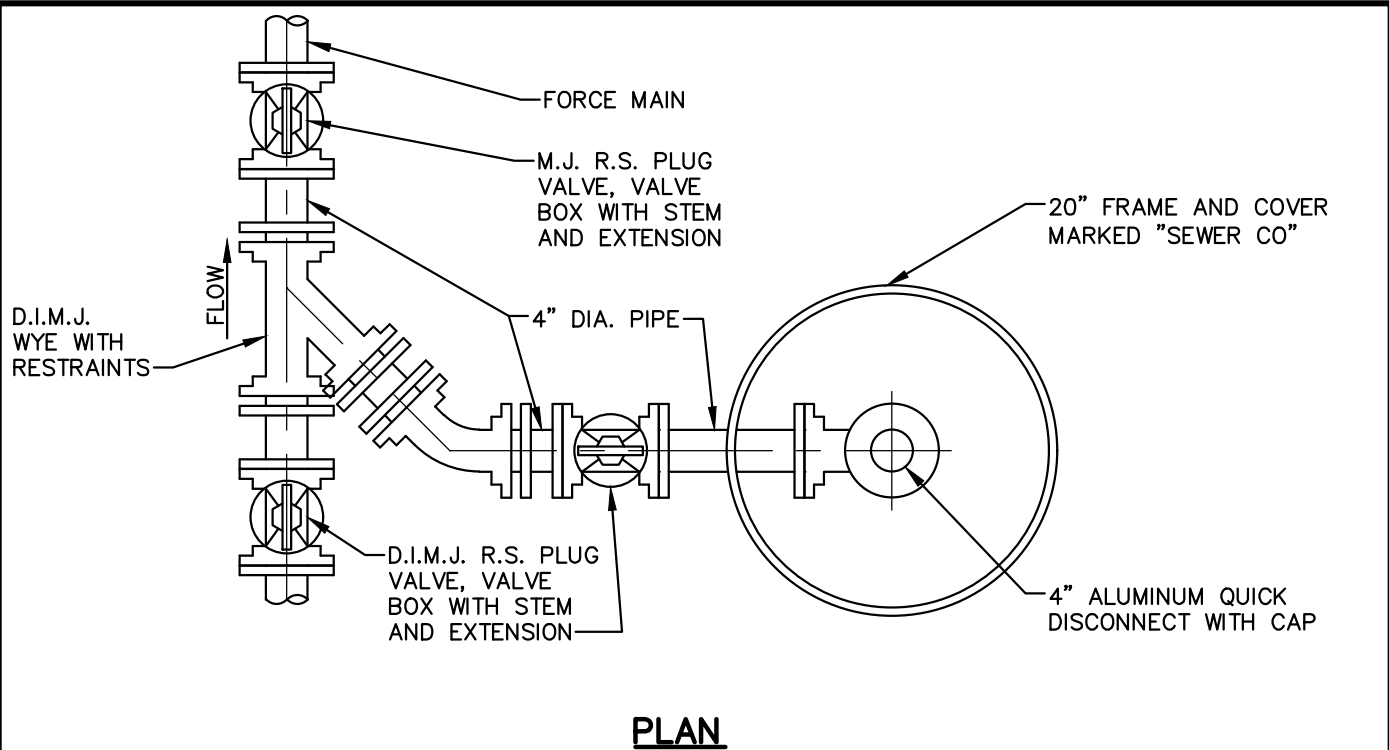 FORCE MAIN
M.J. R.S. PLUG
VALVE, VALVE
BOX WITH STEM
AND EXTENSION
20” FRAME AND COVER
MARKED ”SEWER CO”
FLOW
D.I.M.J.
WYE WITH
RESTRAINTS
4” DIA. PIPE
D.I.M.J. R.S. PLUG
VALVE, VALVE
BOX WITH STEM
AND EXTENSION
4” ALUMINUM QUICK
DISCONNECT WITH CAP
PLAN